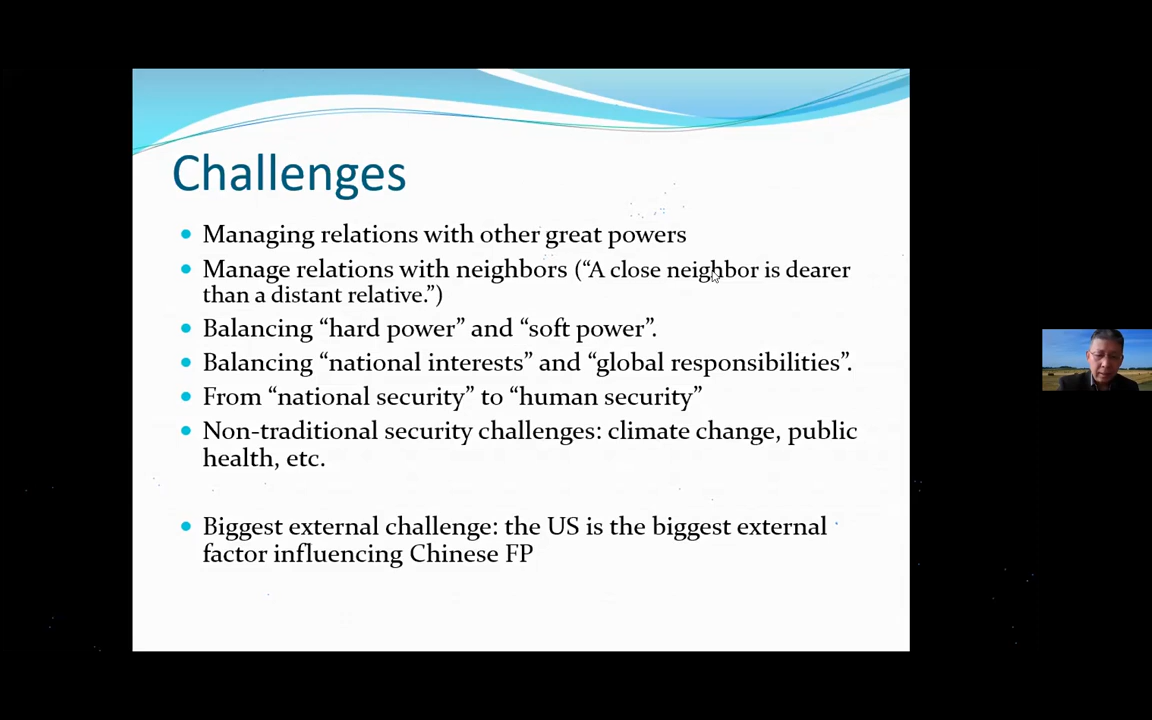 Challenges
Managing relations with other great powers
Manage relations with neighbors (“A close neighbor is dearer
than a distant relative.”)
Balancing “hard power” and “soft power”.
Balancing “national interests” and “global responsibilities”.
From “national security” to “human security”
Non-traditional security challenges: climate change, public
health, etc.
Biggest external challenge: the US is the biggest external
factor influencing Chinese FP